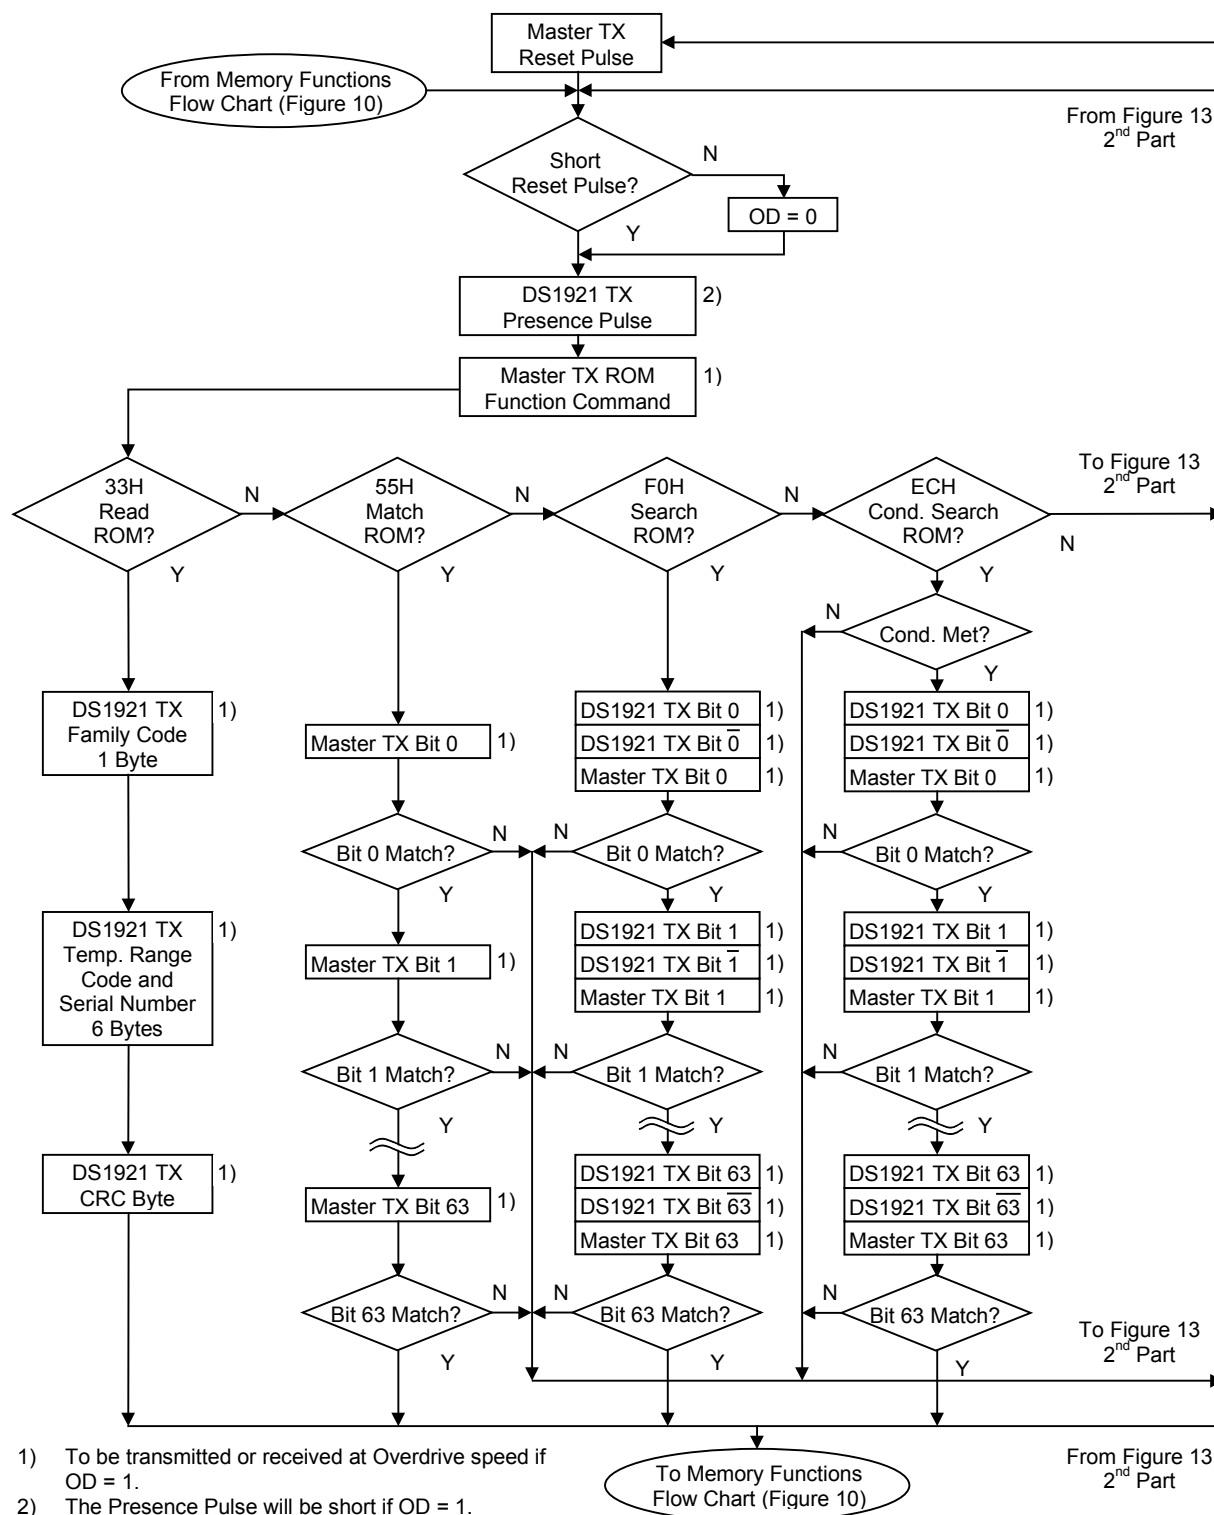 Master TX
Reset Pulse
From Memory Functions
Flow Chart (Figure 10)
From Figure 13
2nd Part
Short
Reset Pulse?
N
OD = 0
Y
DS1921 TX
Presence Pulse
2)
Master TX ROM
Function Command
1)
33H
Read
ROM?
N
Y
55H
Match
ROM?
N
Y
F0H
Search
ROM?
N
Y
ECH
Cond. Search
ROM?
N
Y
To Figure 13
2nd Part
N
Cond. Met?
Y
DS1921 TX
Family Code
1 Byte
1)
DS1921 TX
Temp. Range
Code and
Serial Number
6 Bytes
1)
DS1921 TX
CRC Byte
1)
Master TX Bit 0
1)
Bit 0 Match?
N
Y
Master TX Bit 1
1)
Bit 1 Match?
N
Y
Master TX Bit 63
1)
Bit 63 Match?
N
Y
DS1921 TX Bit 0
1)
DS1921 TX Bit 0̅
1)
Master TX Bit 0
1)
N
Bit 0 Match?
Y
DS1921 TX Bit 1
1)
DS1921 TX Bit 1̅
1)
Master TX Bit 1
1)
N
Bit 1 Match?
Y
DS1921 TX Bit 63
1)
DS1921 TX Bit 6̅3̅
1)
Master TX Bit 63
1)
N
Bit 63 Match?
Y
DS1921 TX Bit 0
1)
DS1921 TX Bit 0̅
1)
Master TX Bit 0
1)
N
Bit 0 Match?
Y
DS1921 TX Bit 1
1)
DS1921 TX Bit 1̅
1)
Master TX Bit 1
1)
N
Bit 1 Match?
Y
DS1921 TX Bit 63
1)
DS1921 TX Bit 6̅3̅
1)
Master TX Bit 63
1)
N
Bit 63 Match?
Y
To Figure 13
2nd Part
To Memory Functions
Flow Chart (Figure 10)
From Figure 13
2nd Part
1) To be transmitted or received at Overdrive speed if
OD = 1.
2) The Presence Pulse will be short if OD = 1.